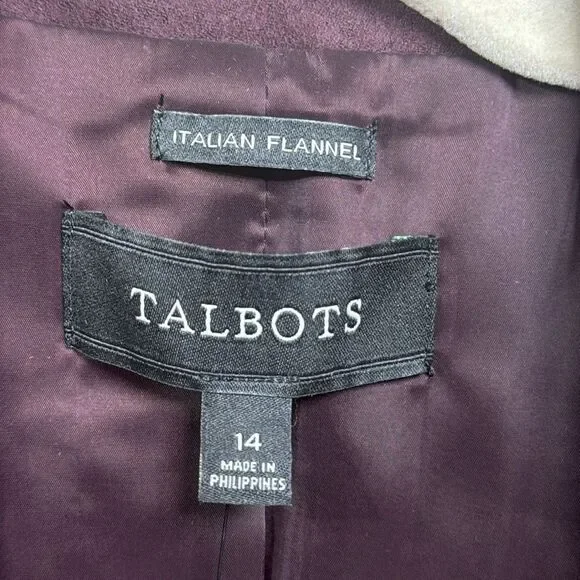 ITALIAN FLANNEL
TALBOTS
14
MADE IN
PHILIPPINES